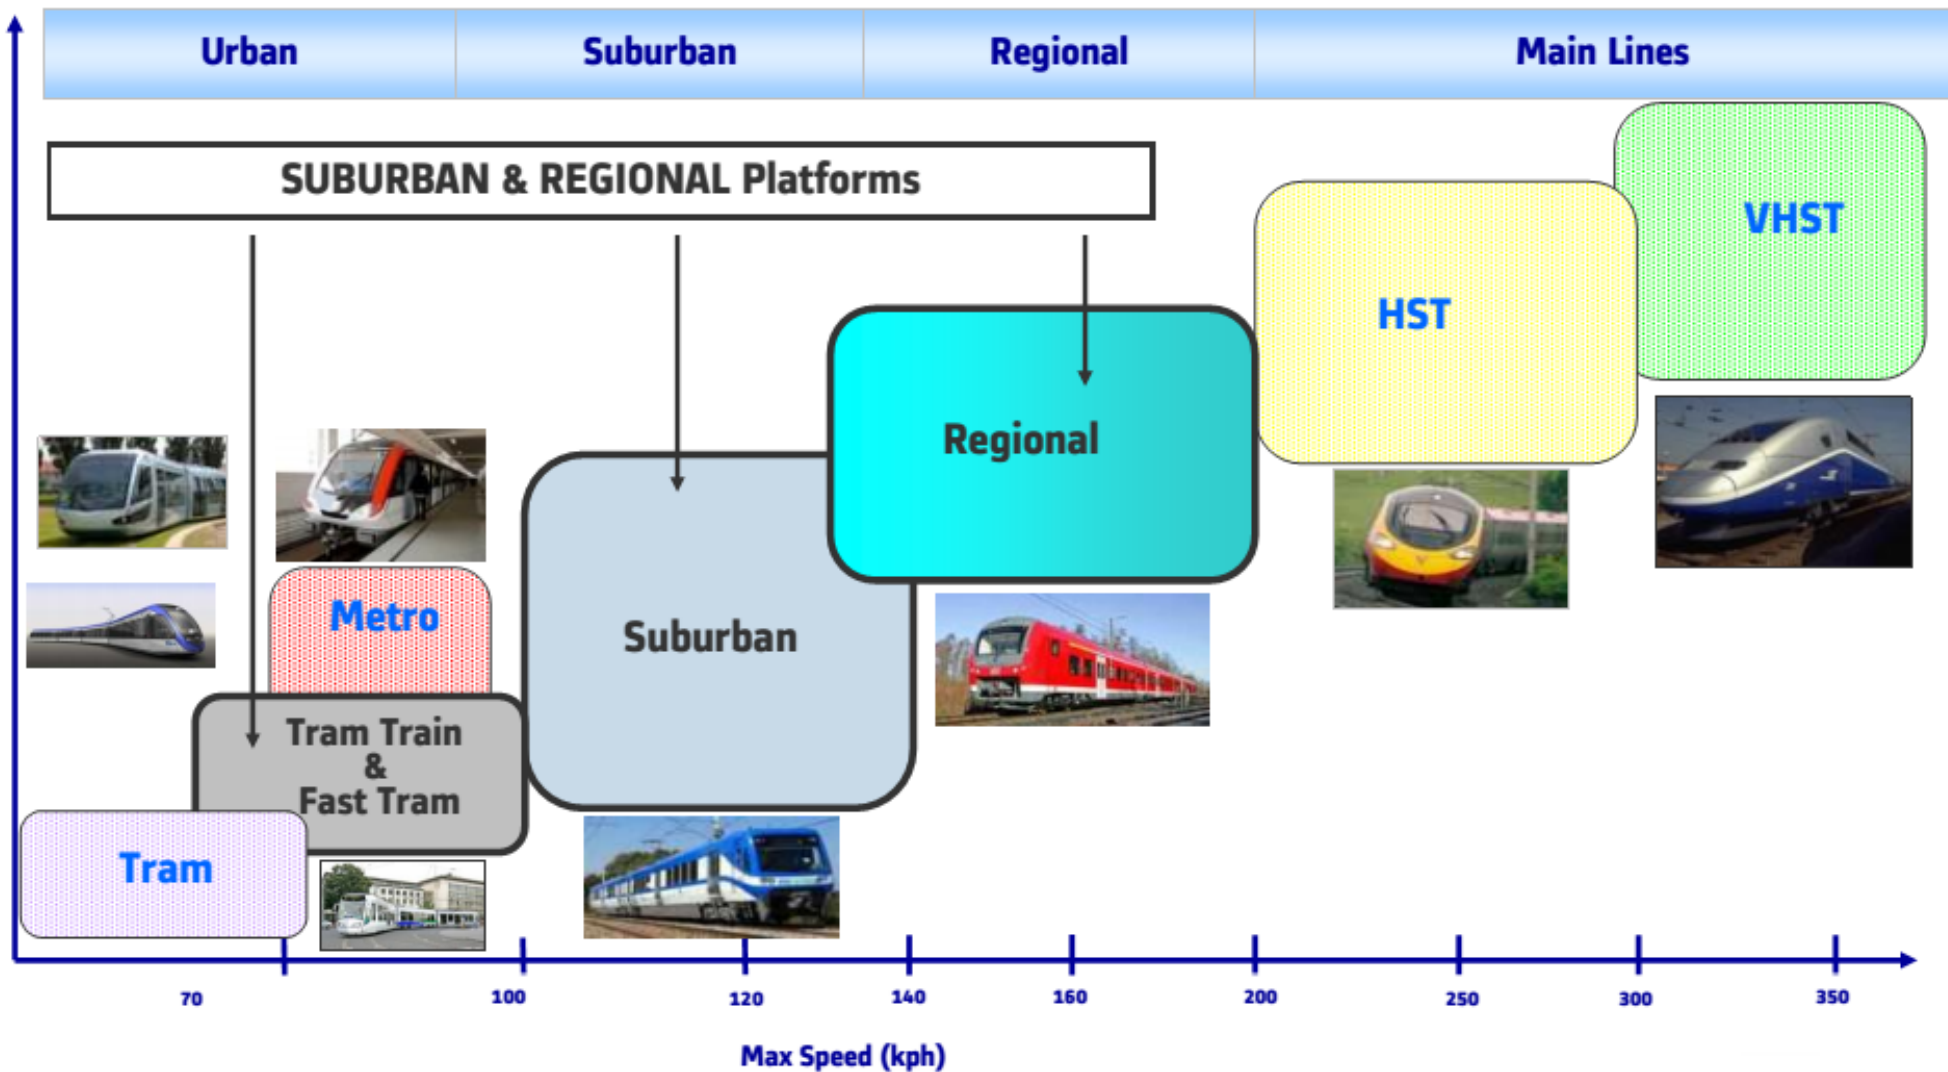 Urban
Suburban
Regional
Main Lines
SUBURBAN & REGIONAL Platforms
VHST
HST
Regional
Metro
Suburban
Tram Train
&
Fast Tram
Tram
70
100
120
140
160
200
250
300
350
Max Speed (kph)